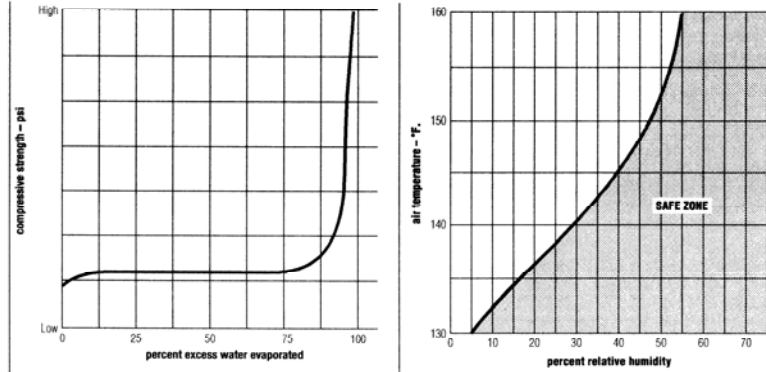 High
compressive strength – psi
Low
0 25 50 75 100
percent excess water evaporated
160
150
140
130
air temperature – °F.
SAFE ZONE
0 10 20 30 40 50 60 70
percent relative humidity